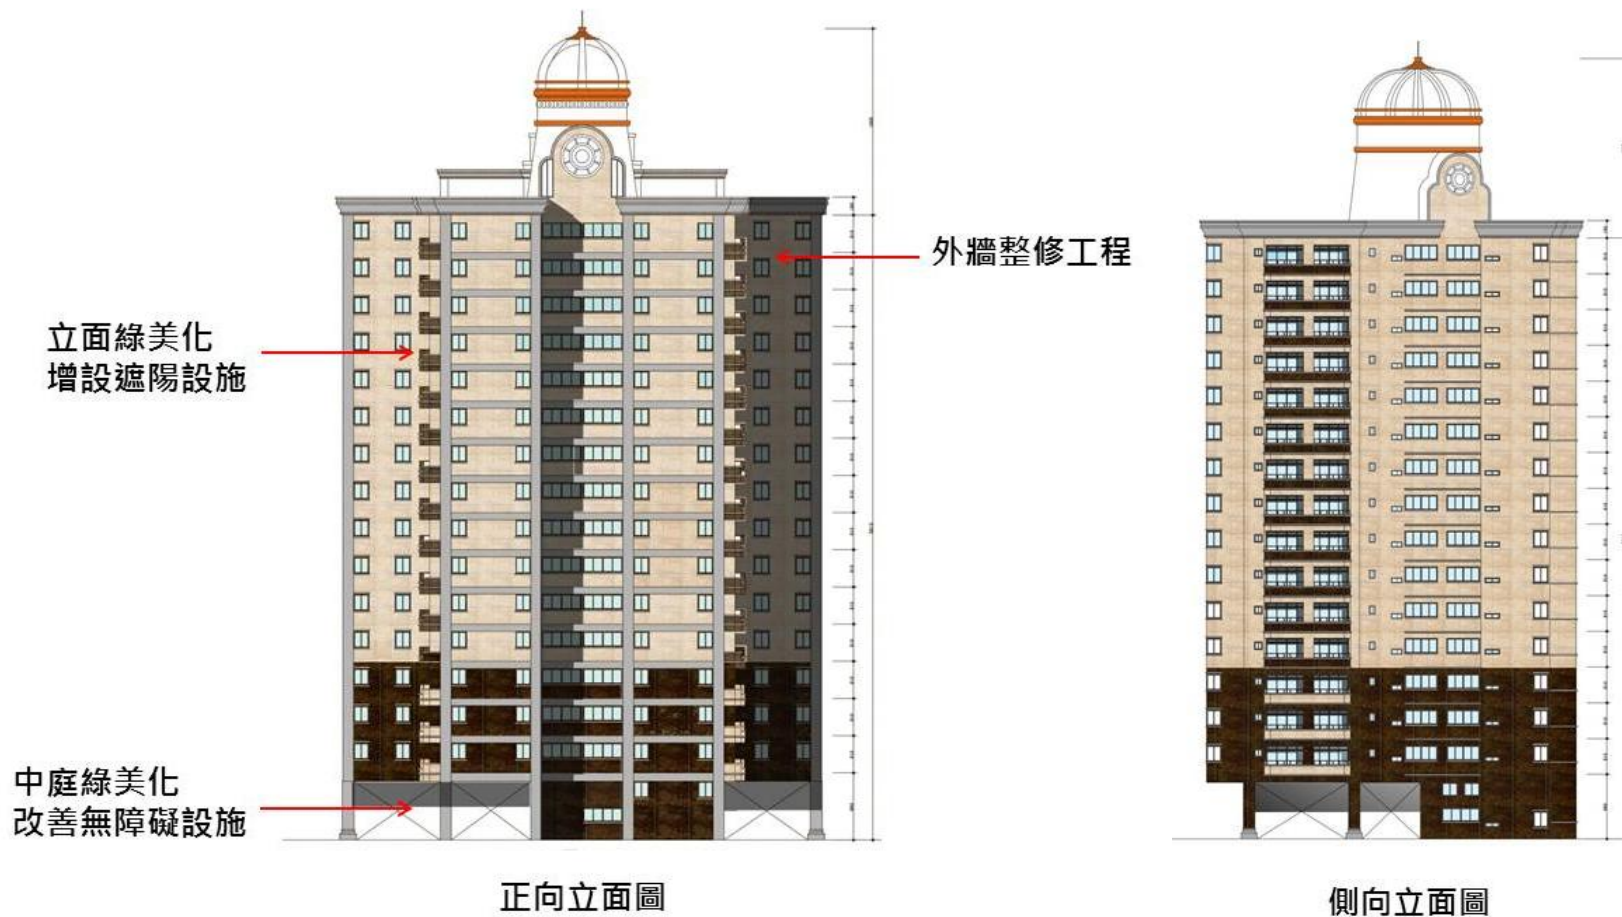 外牆整修工程
立面綠美化
增設遮陽設施
中庭綠美化
改善無障礙設施
正向立面圖
側向立面圖